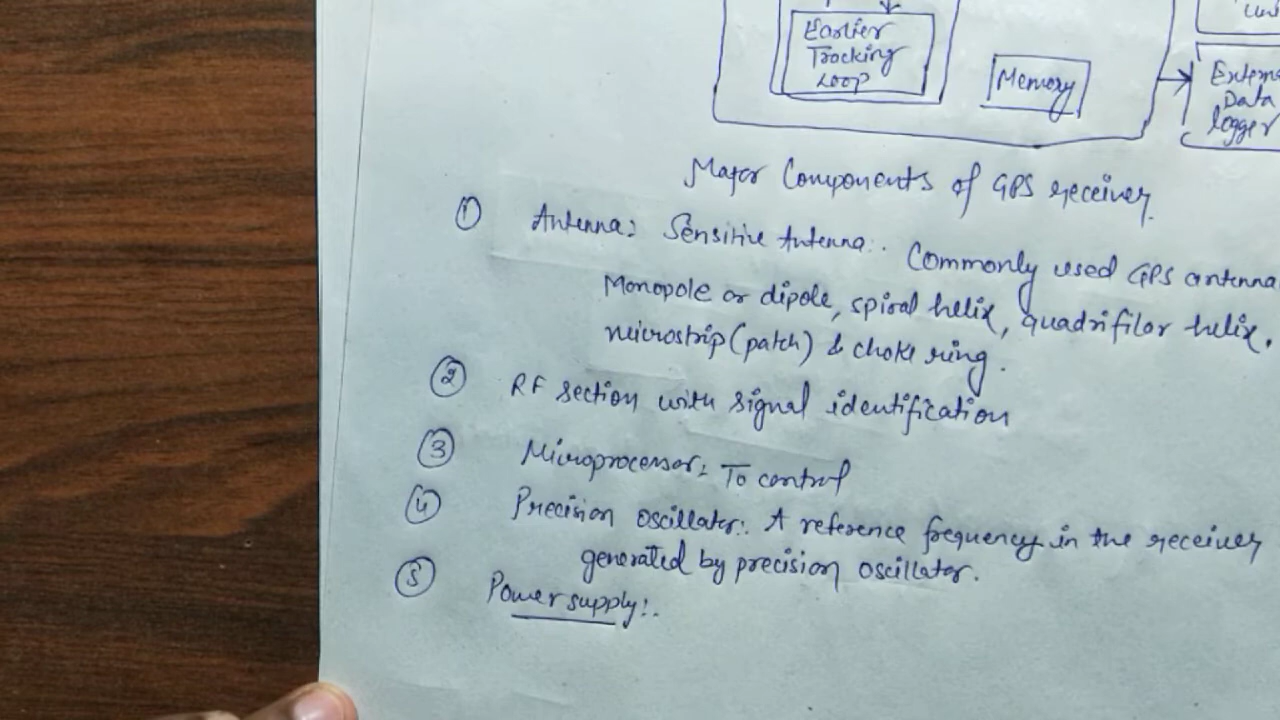 Earlier
Tracking
Loop
Memory
Data
logger
Major Components of GPS receiver.
① Antenna: Sensitive Antenna:. Commonly used GPS antenna
Monopole or dipole, spiral helix, quadrifilar helix.
microstrip (patch) & choke ring.
② RF section with signal identification
③ Microprocessor: To control
④ Precision oscillator:. A reference frequency in the receiver
generated by precision oscillator.
⑤ Power supply:.